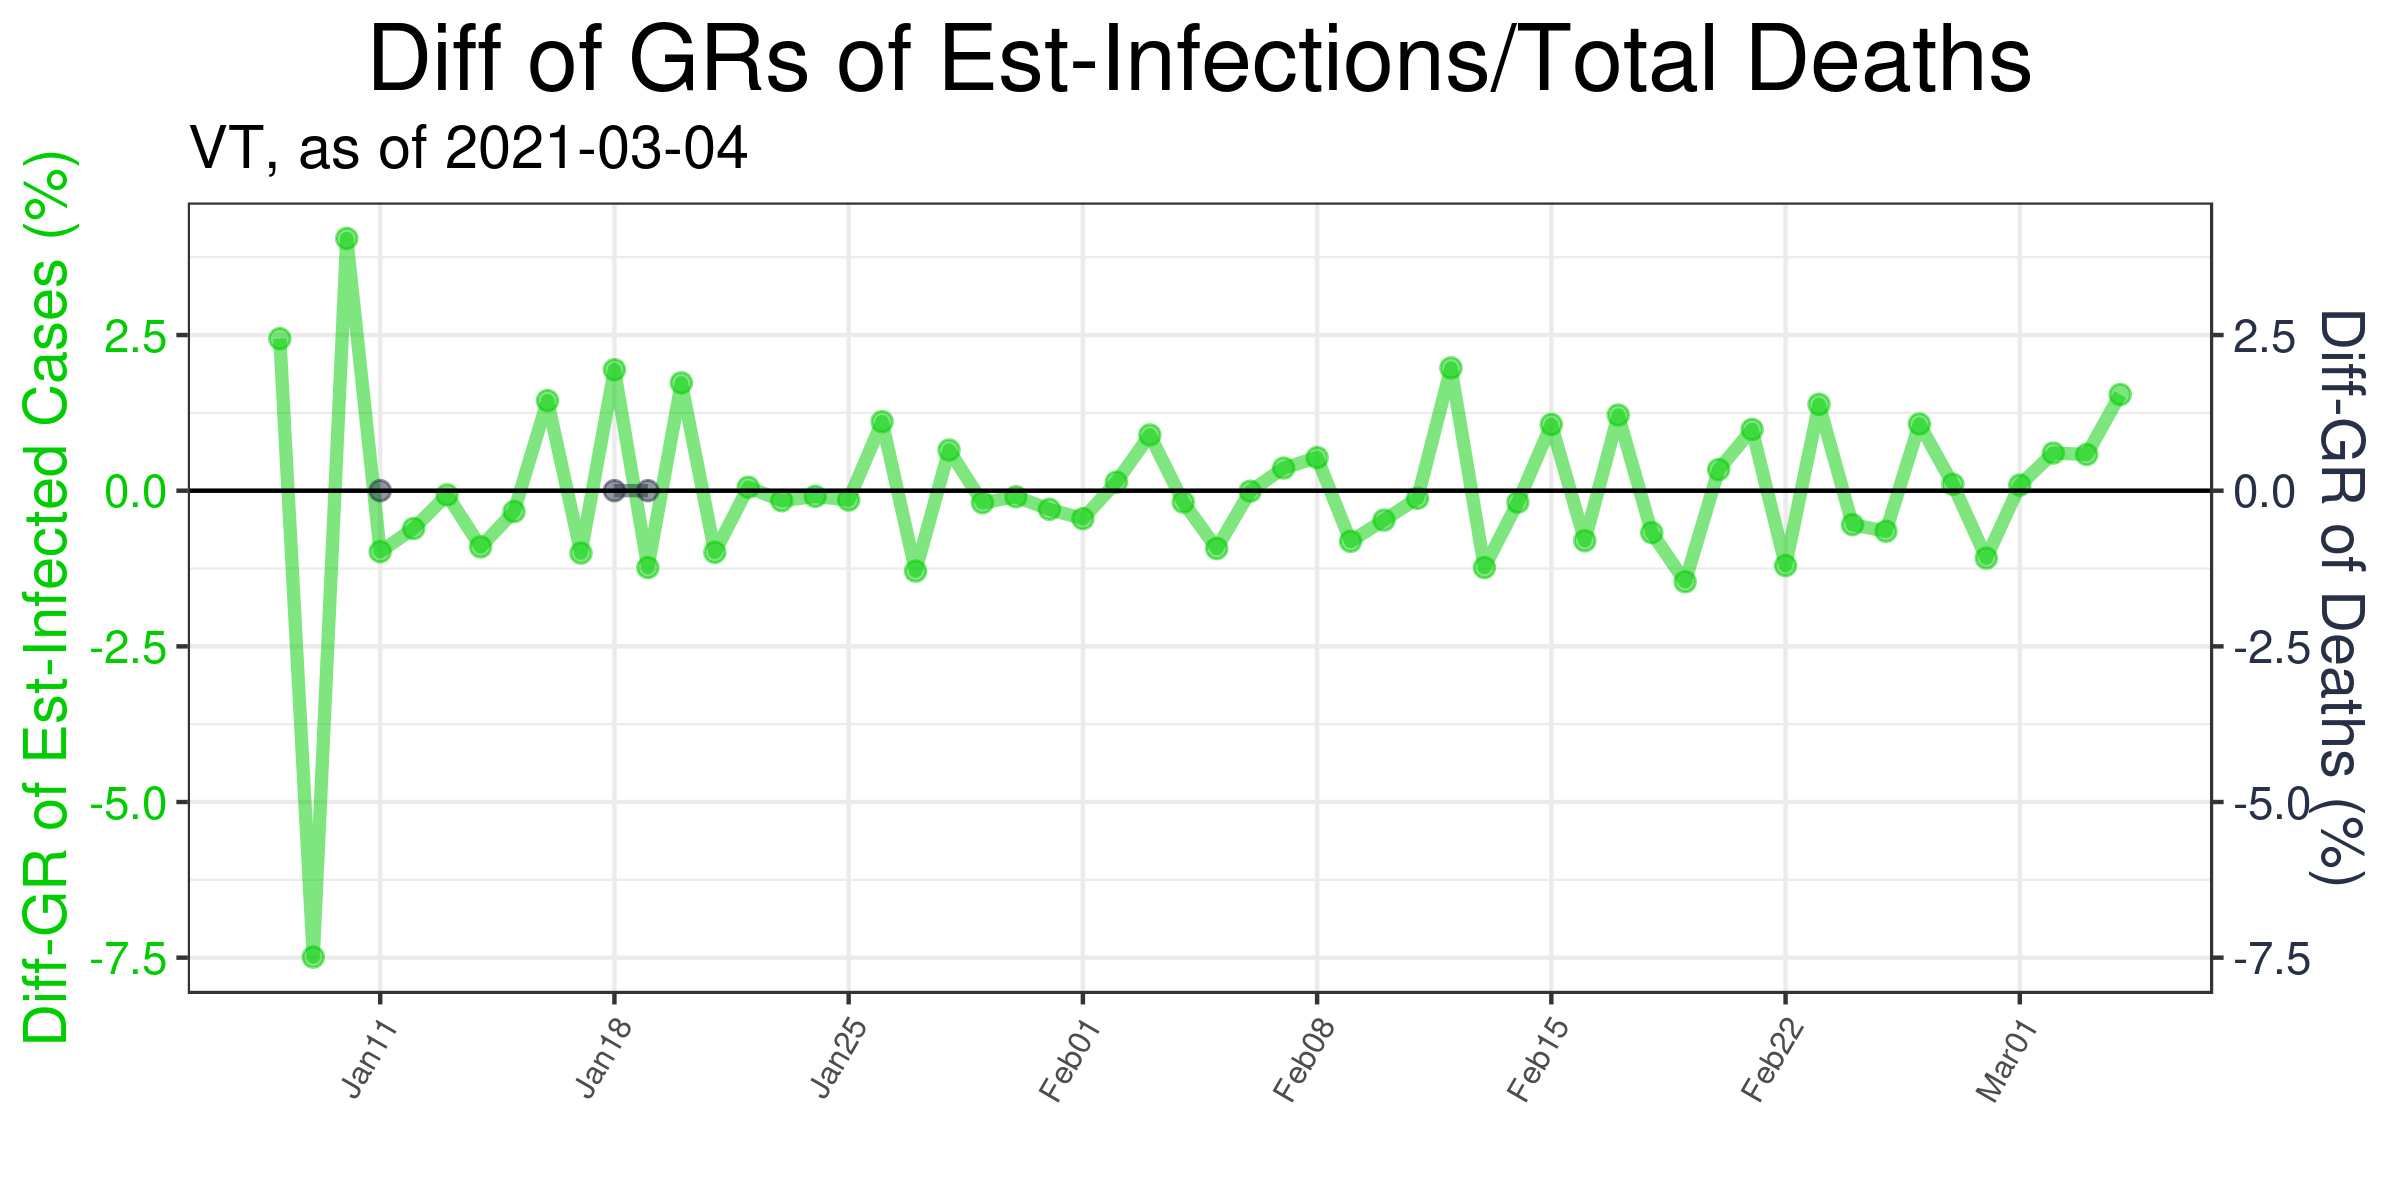 Diff of GRs of Est-Infections/Total Deaths
VT, as of 2021-03-04
Diff-GR of Est-Infected Cases (%)
2.5
0.0
-2.5
-5.0
-7.5
2.5
0.0
-2.5
-5.0
-7.5
Diff-GR of Deaths (%)
Jan11
Jan18
Jan25
Feb01
Feb08
Feb15
Feb22
Mar01